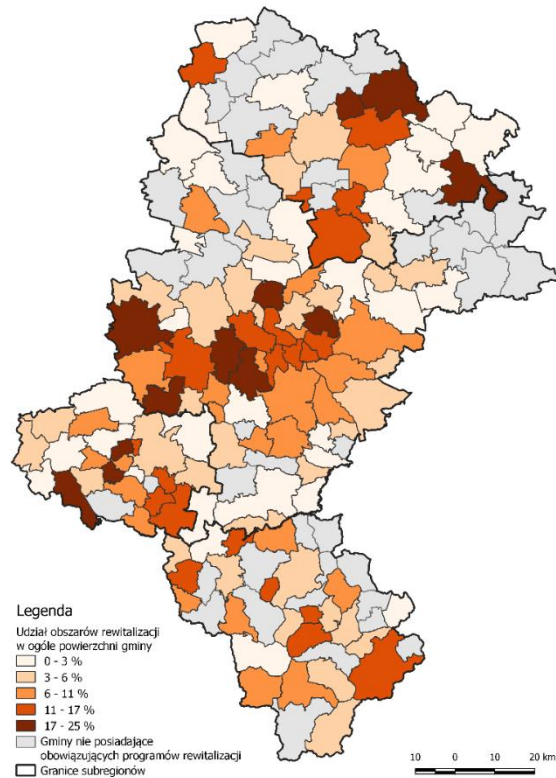 Legenda
Udział obszarów rewitalizacji
w ogóle powierzchni gminy
0 - 3 %
3 - 6 %
6 - 11 %
11 - 17 %
17 - 25 %
Gminy nie posiadające
obowiązujących programów rewitalizacji
Granice subregionów
10 0 10 20 km